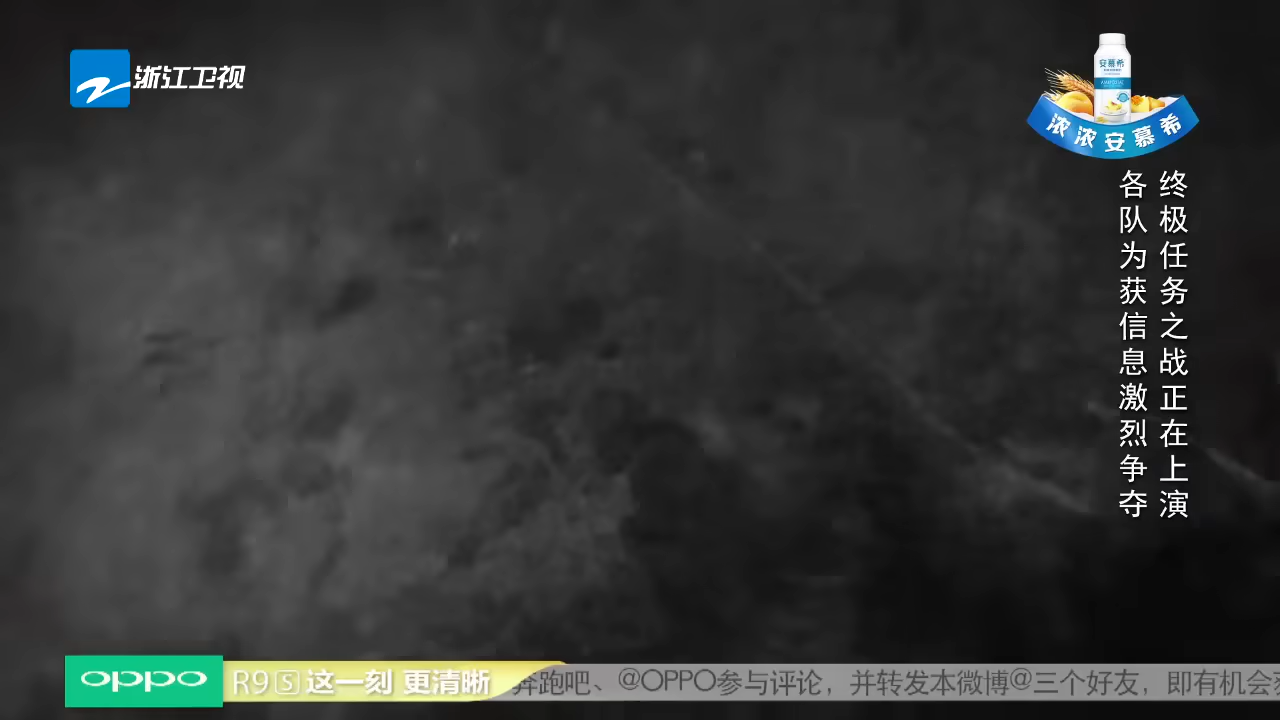 浙江卫视
安慕希
浓浓安慕希
终极任务之战正在上演
各队为获信息激烈争夺
oppo
R9s 这一刻 更清晰
奔跑吧、@OPPO参与评论，并转发本微博@三个好友，即有机会